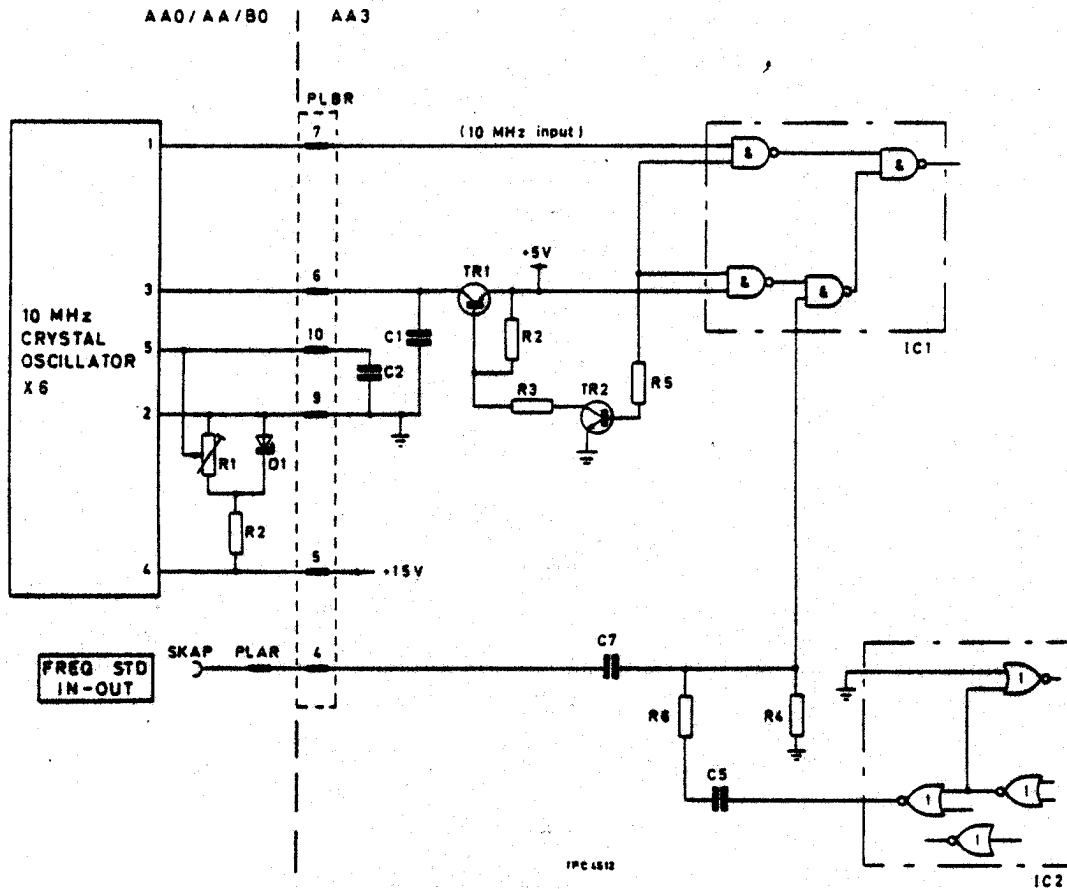 AA0/AA/B0
AA3
PLBR
1
7
(10 MHz input)
&
&
+5V
3
6
TR1
&
&
10 MHz
CRYSTAL
OSCILLATOR
X6
5
10
C1
R2
IC1
C2
R3
TR2
R5
2
9
R1
D1
R2
4
5
+15V
FREQ STD
IN-OUT
SKAP
PLAR
4
C7
R6
R4
1
C5
1
1
1
IC2